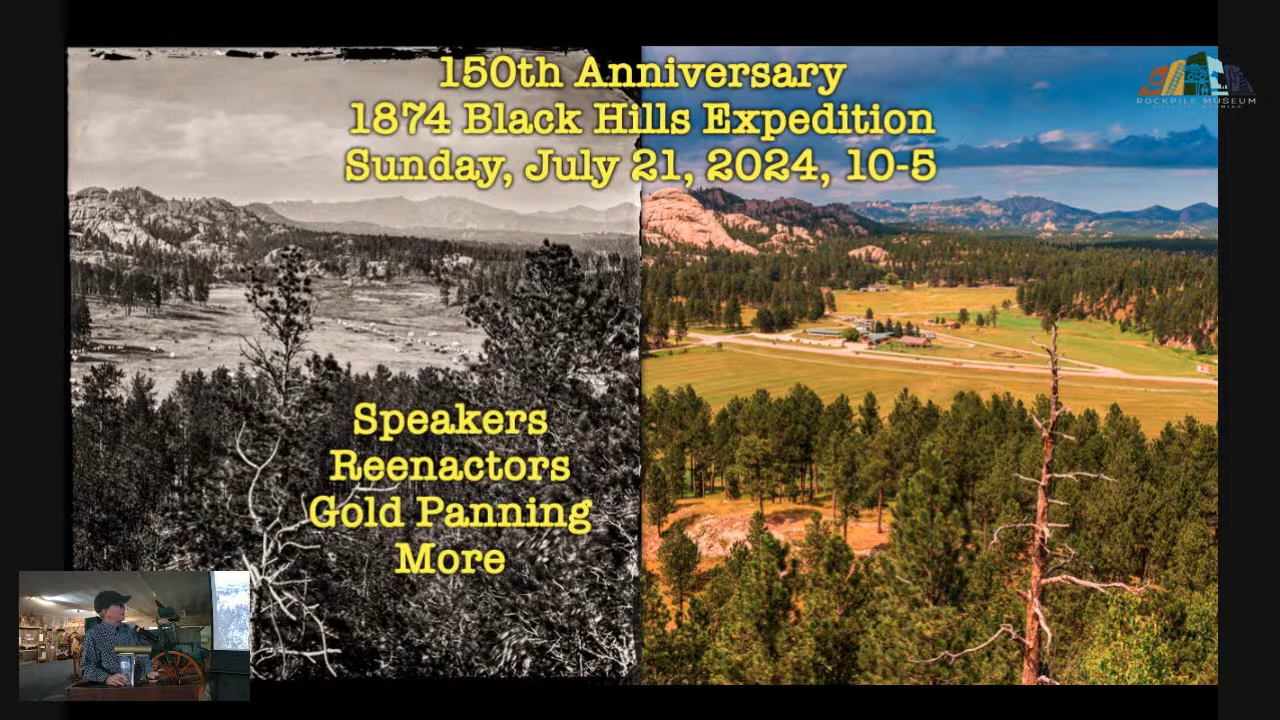 150th Anniversary
1874 Black Hills Expedition
Sunday, July 21, 2024, 10-5
ROCKPILE MUSEUM
Speakers
Reenactors
Gold Panning
More